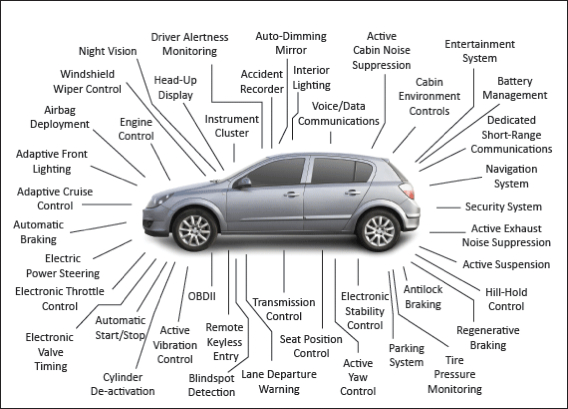 Driver Alertness
Monitoring
Auto-Dimming
Mirror
Active
Cabin Noise
Suppression
Entertainment
System
Night Vision
Windshield
Wiper Control
Head-Up
Display
Accident
Recorder
Interior
Lighting
Cabin
Environment
Controls
Battery
Management
Airbag
Deployment
Engine
Control
Instrument
Cluster
Voice/Data
Communications
Dedicated
Short-Range
Communications
Adaptive Front
Lighting
Navigation
System
Adaptive Cruise
Control
Security System
Automatic
Braking
Active Exhaust
Noise Suppression
Electric
Power Steering
Active Suspension
Electronic Throttle
Control
OBDII
Transmission
Control
Electronic
Stability
Control
Antilock
Braking
Hill-Hold
Control
Electronic
Valve
Timing
Automatic
Start/Stop
Active
Vibration
Control
Remote
Keyless
Entry
Seat Position
Control
Parking
System
Regenerative
Braking
Cylinder
De-activation
Blindspot
Detection
Lane Departure
Warning
Active
Yaw
Control
Tire
Pressure
Monitoring